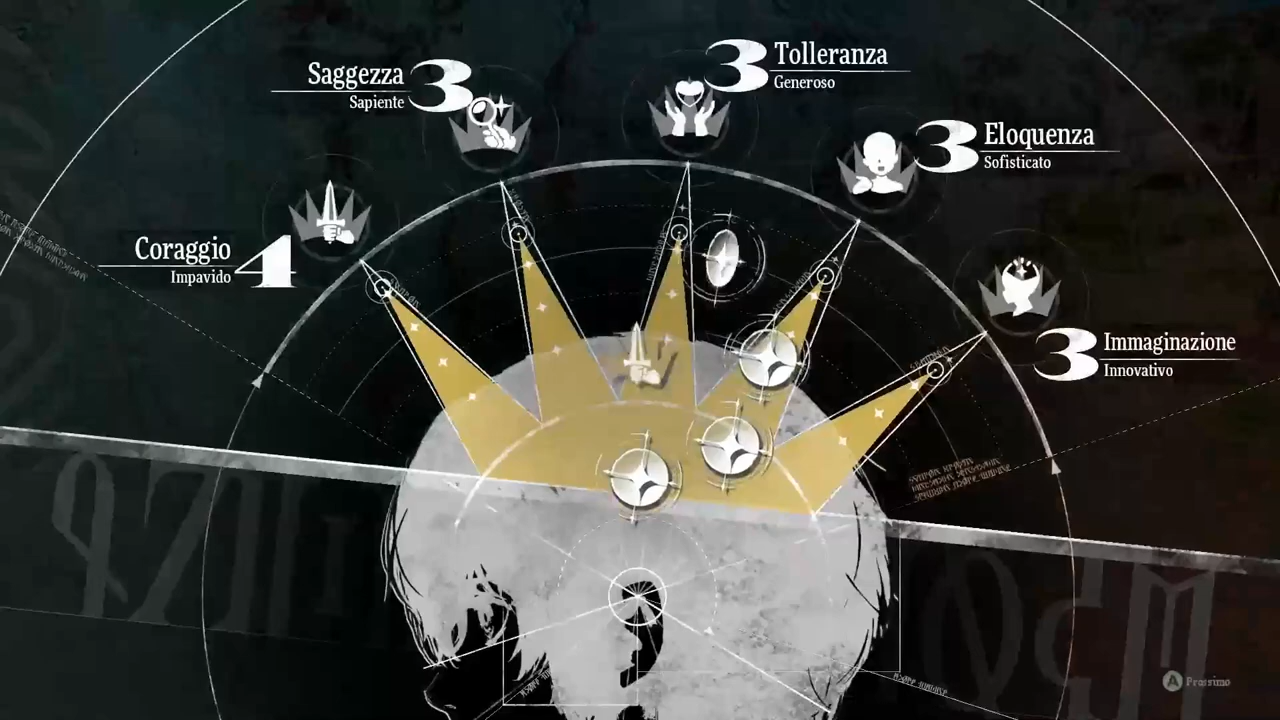 Tolleranza
3
Generoso
Saggezza
3
Sapiente
Eloquenza
3
Sofisticato
Coraggio
4
Impavido
Immaginazione
3
Innovativo
A Prossimo